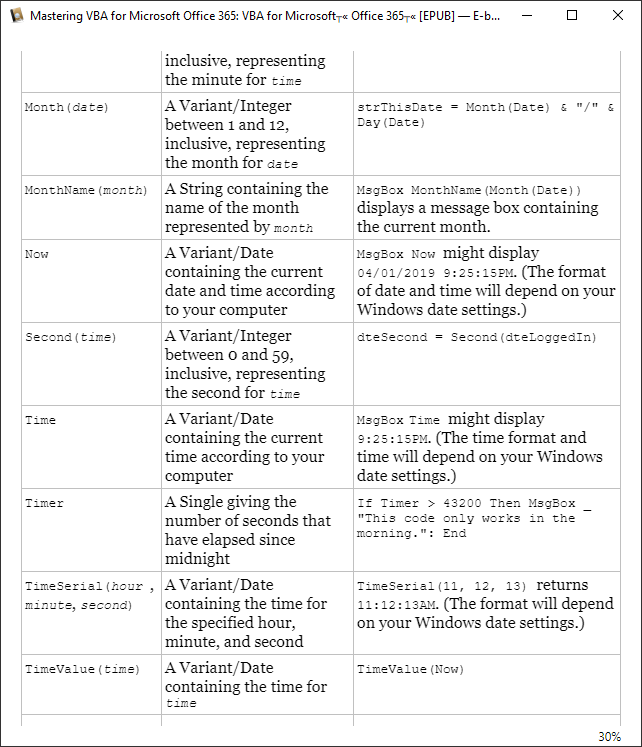 Mastering VBA for Microsoft Office 365: VBA for Microsoft┬« Office 365┬« [EPUB] — E-b...
inclusive, representing
the minute for time
Month(date)
A Variant/Integer
between 1 and 12,
inclusive, representing
the month for date
strThisDate = Month(Date) & "/" &
Day(Date)
MonthName(month)
A String containing the
name of the month
represented by month
MsgBox MonthName(Month(Date))
displays a message box containing
the current month.
Now
A Variant/Date
containing the current
date and time according
to your computer
MsgBox Now might display
04/01/2019 9:25:15PM. (The format
of date and time will depend on your
Windows date settings.)
Second(time)
A Variant/Integer
between 0 and 59,
inclusive, representing
the second for time
dteSecond = Second(dteLoggedIn)
Time
A Variant/Date
containing the current
time according to your
computer
MsgBox Time might display
9:25:15PM. (The time format and
time will depend on your Windows
date settings.)
Timer
A Single giving the
number of seconds that
have elapsed since
midnight
If Timer > 43200 Then MsgBox _
"This code only works in the
morning.": End
TimeSerial(hour ,
minute, second)
A Variant/Date
containing the time for
the specified hour,
minute, and second
TimeSerial(11, 12, 13) returns
11:12:13AM. (The format will depend
on your Windows date settings.)
TimeValue(time)
A Variant/Date
containing the time for
time
TimeValue(Now)
30%